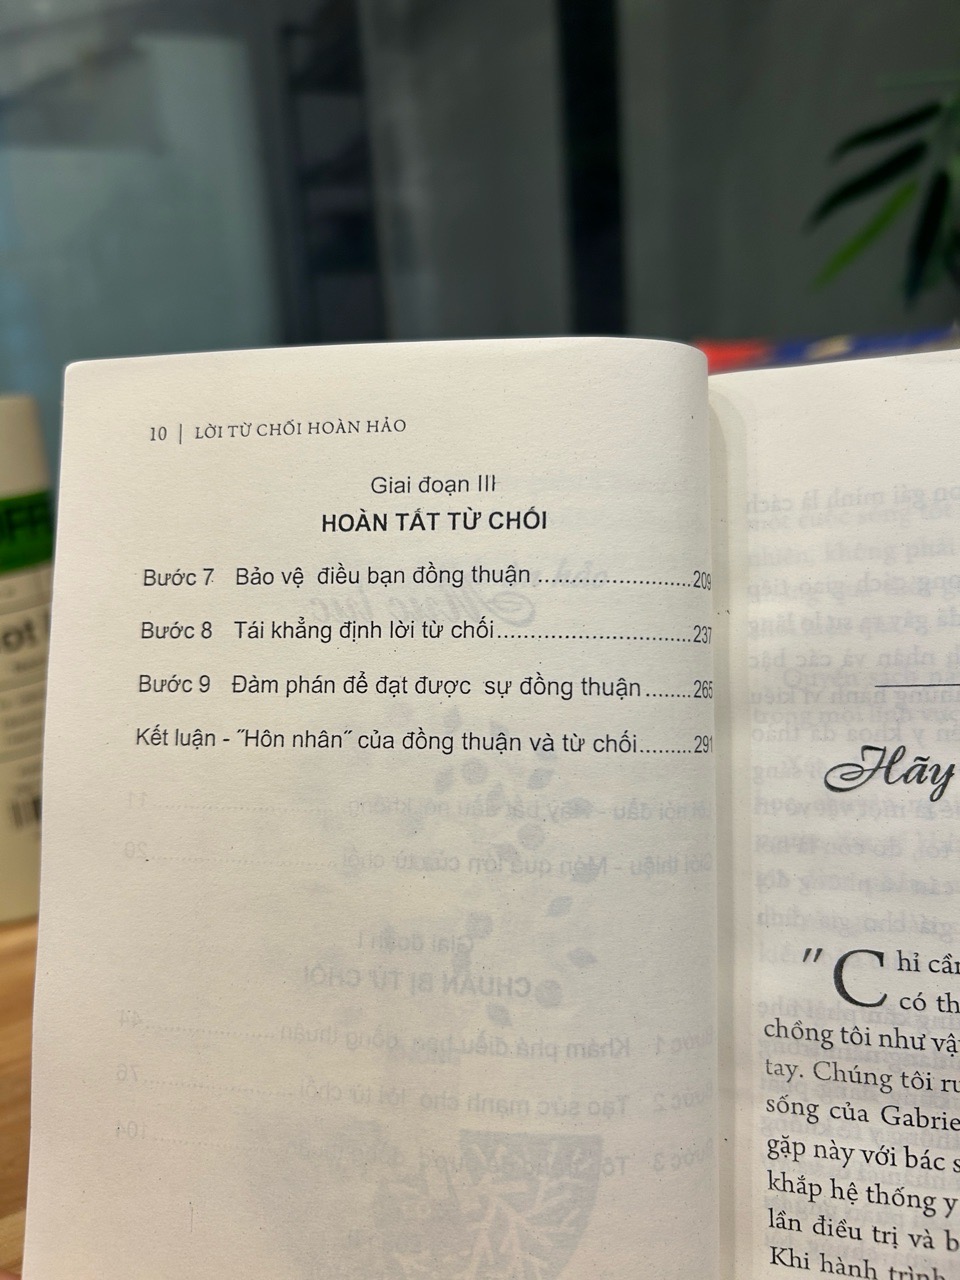 10 | LỜI TỪ CHỐI HOÀN HẢO
Giai đoạn III
HOÀN TẤT TỪ CHỐI
Bước 7 Bảo vệ điều bạn đồng thuận ........................209
Bước 8 Tái khẳng định lời từ chối..............................237
Bước 9 Đàm phán để đạt được sự đồng thuận........265
Kết luận - "Hôn nhân" của đồng thuận và từ chối.........291
Hãy
"Chỉ cần
có th
chồng tôi như vậ
tay. Chúng tôi rư
sống của Gabrie
gặp này với bác s
khắp hệ thống y
lần điều trị và b
Khi hành trình